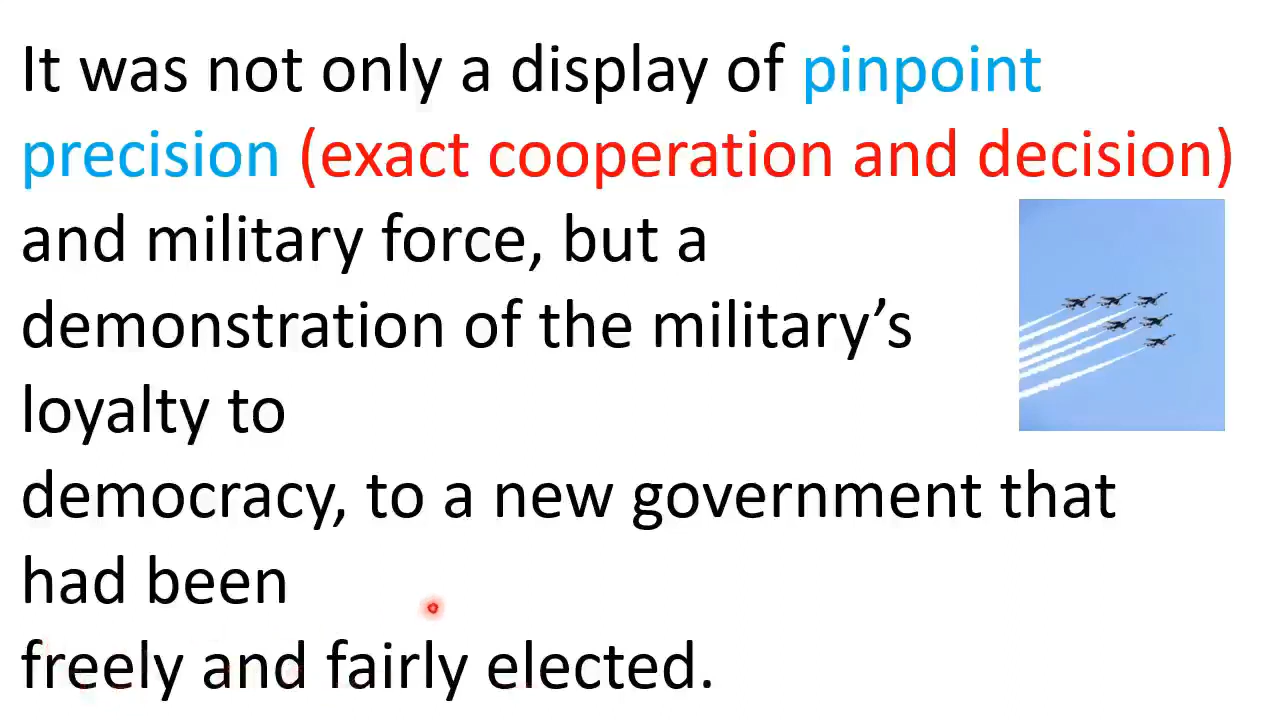 It was not only a display of pinpoint
precision (exact cooperation and decision)
and military force, but a
demonstration of the military’s
loyalty to
democracy, to a new government that
had been
freely and fairly elected.